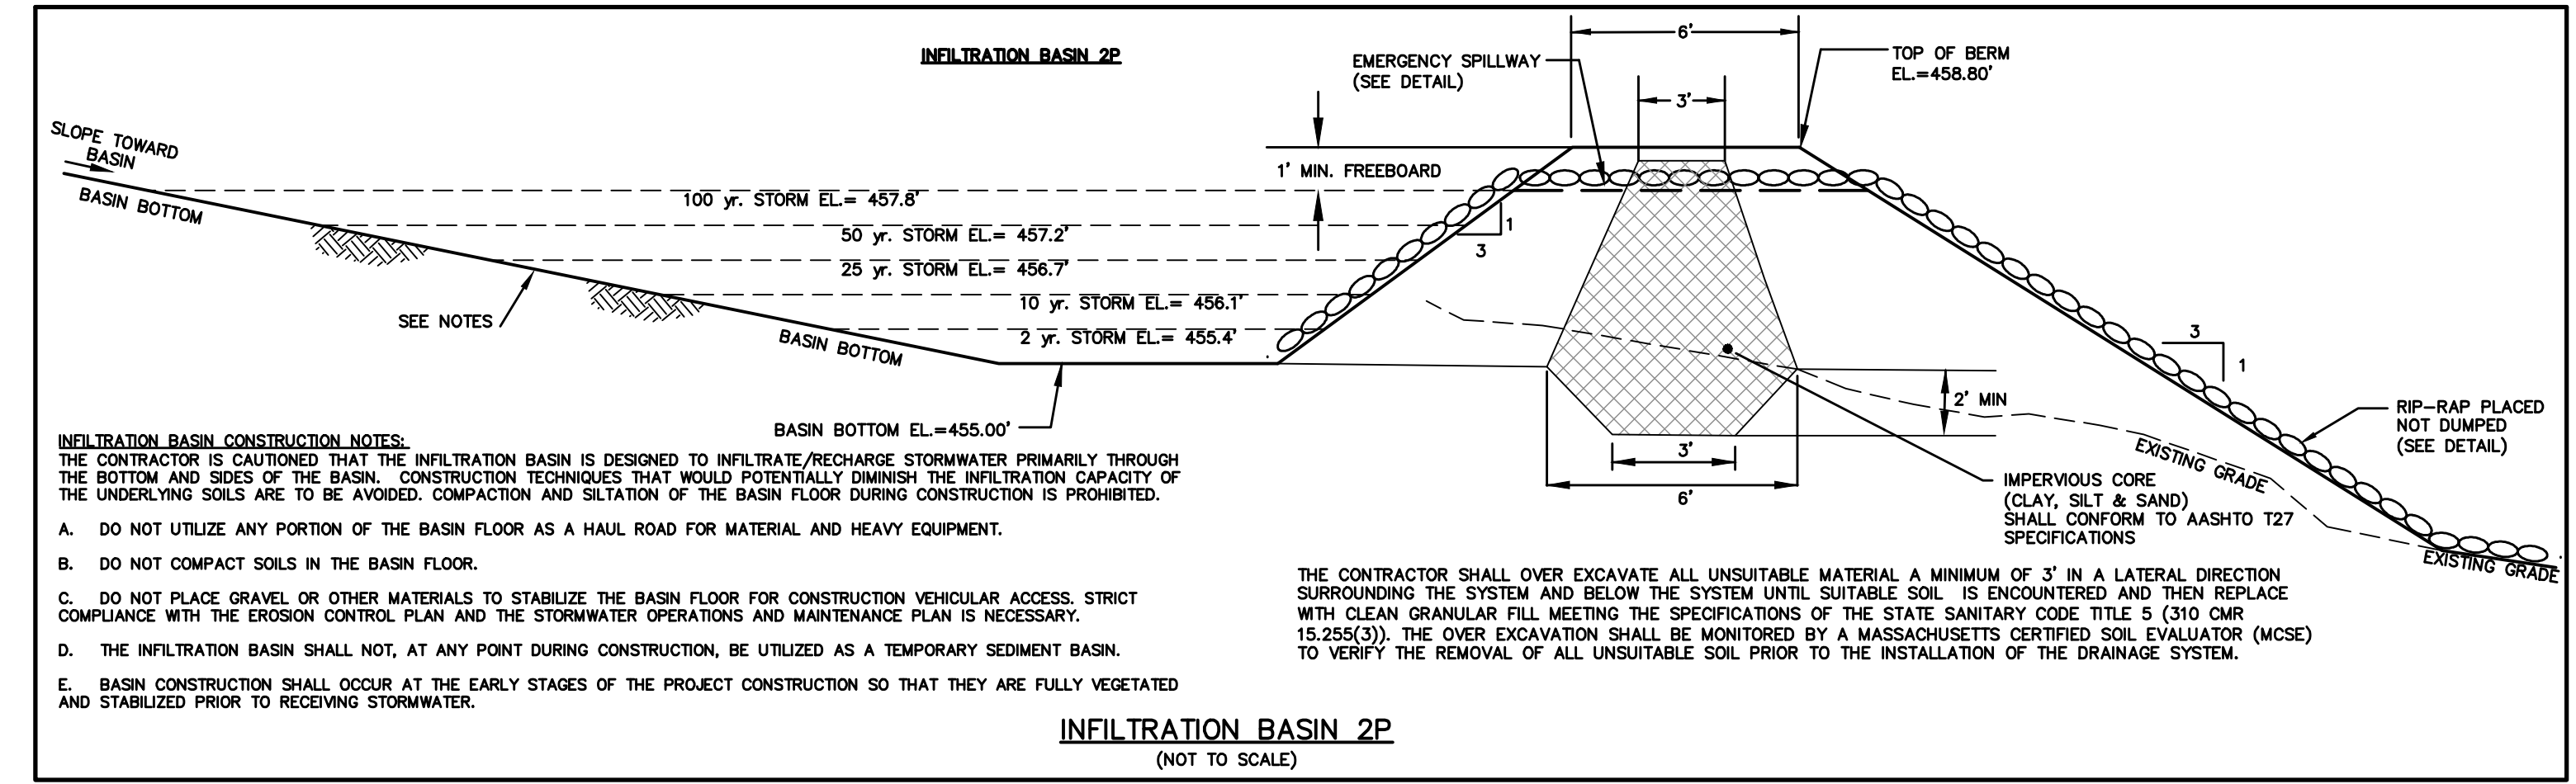 INFILTRATION BASIN 2P
6'
EMERGENCY SPILLWAY
(SEE DETAIL)
TOP OF BERM
EL.=458.80'
3'
SLOPE TOWARD
BASIN
BASIN BOTTOM
1' MIN. FREEBOARD
100 yr. STORM EL.= 457.8'
50 yr. STORM EL.= 457.2'
25 yr. STORM EL.= 456.7'
10 yr. STORM EL.= 456.1'
2 yr. STORM EL.= 455.4'
1
3
SEE NOTES
BASIN BOTTOM
3
1
2' MIN
BASIN BOTTOM EL.=455.00'
3'
6'
RIP-RAP PLACED
NOT DUMPED
(SEE DETAIL)
EXISTING GRADE
IMPERVIOUS CORE
(CLAY, SILT & SAND)
SHALL CONFORM TO AASHTO T27
SPECIFICATIONS
EXISTING GRADE
INFILTRATION BASIN CONSTRUCTION NOTES:
THE CONTRACTOR IS CAUTIONED THAT THE INFILTRATION BASIN IS DESIGNED TO INFILTRATE/RECHARGE STORMWATER PRIMARILY THROUGH
THE BOTTOM AND SIDES OF THE BASIN. CONSTRUCTION TECHNIQUES THAT WOULD POTENTIALLY DIMINISH THE INFILTRATION CAPACITY OF
THE UNDERLYING SOILS ARE TO BE AVOIDED. COMPACTION AND SILTATION OF THE BASIN FLOOR DURING CONSTRUCTION IS PROHIBITED.
A. DO NOT UTILIZE ANY PORTION OF THE BASIN FLOOR AS A HAUL ROAD FOR MATERIAL AND HEAVY EQUIPMENT.
B. DO NOT COMPACT SOILS IN THE BASIN FLOOR.
C. DO NOT PLACE GRAVEL OR OTHER MATERIALS TO STABILIZE THE BASIN FLOOR FOR CONSTRUCTION VEHICULAR ACCESS. STRICT
COMPLIANCE WITH THE EROSION CONTROL PLAN AND THE STORMWATER OPERATIONS AND MAINTENANCE PLAN IS NECESSARY.
D. THE INFILTRATION BASIN SHALL NOT, AT ANY POINT DURING CONSTRUCTION, BE UTILIZED AS A TEMPORARY SEDIMENT BASIN.
E. BASIN CONSTRUCTION SHALL OCCUR AT THE EARLY STAGES OF THE PROJECT CONSTRUCTION SO THAT THEY ARE FULLY VEGETATED
AND STABILIZED PRIOR TO RECEIVING STORMWATER.
THE CONTRACTOR SHALL OVER EXCAVATE ALL UNSUITABLE MATERIAL A MINIMUM OF 3' IN A LATERAL DIRECTION
SURROUNDING THE SYSTEM AND BELOW THE SYSTEM UNTIL SUITABLE SOIL IS ENCOUNTERED AND THEN REPLACE
WITH CLEAN GRANULAR FILL MEETING THE SPECIFICATIONS OF THE STATE SANITARY CODE TITLE 5 (310 CMR
15.255(3)). THE OVER EXCAVATION SHALL BE MONITORED BY A MASSACHUSETTS CERTIFIED SOIL EVALUATOR (MCSE)
TO VERIFY THE REMOVAL OF ALL UNSUITABLE SOIL PRIOR TO THE INSTALLATION OF THE DRAINAGE SYSTEM.
INFILTRATION BASIN 2P
(NOT TO SCALE)